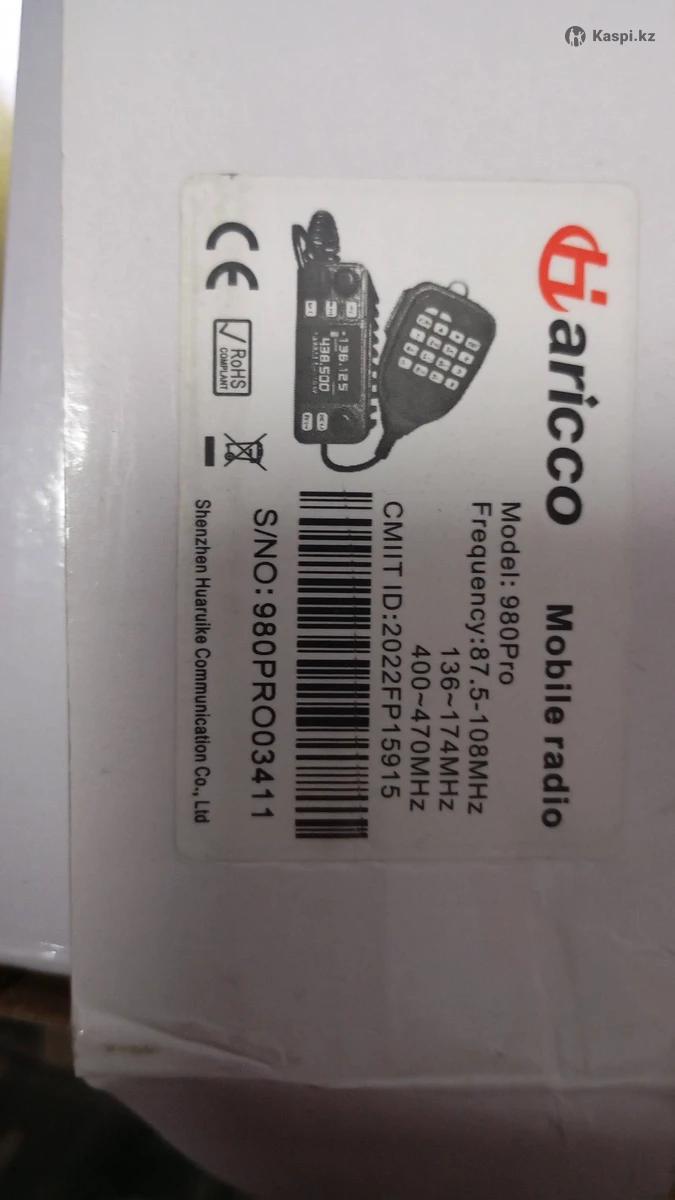 Kaspi.kz
Haricco Mobile radio
Model: 980Pro
Frequency:87.5-108MHz
136~174MHz
400~470MHz
CMIIT ID:2022FP15915
136.125
438.500
S/NO: 980PRO03411
CE
RoHS
COMPLIANT
Shenzhen Huaruike Communication Co., Ltd